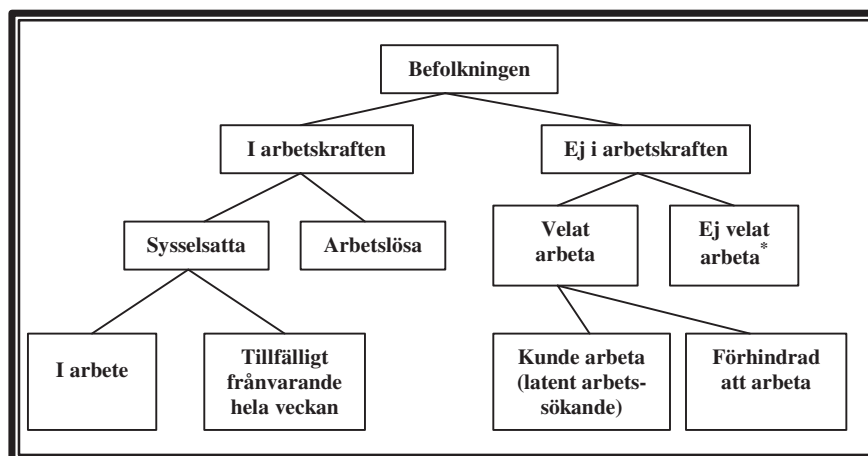 Befolkningen
I arbetskraften
Ej i arbetskraften
Sysselsatta
Arbetslösa
Velat
arbeta
Ej velat
arbeta*
I arbete
Tillfälligt
frånvarande
hela veckan
Kunde arbeta
(latent arbets-
sökande)
Förhindrad
att arbeta